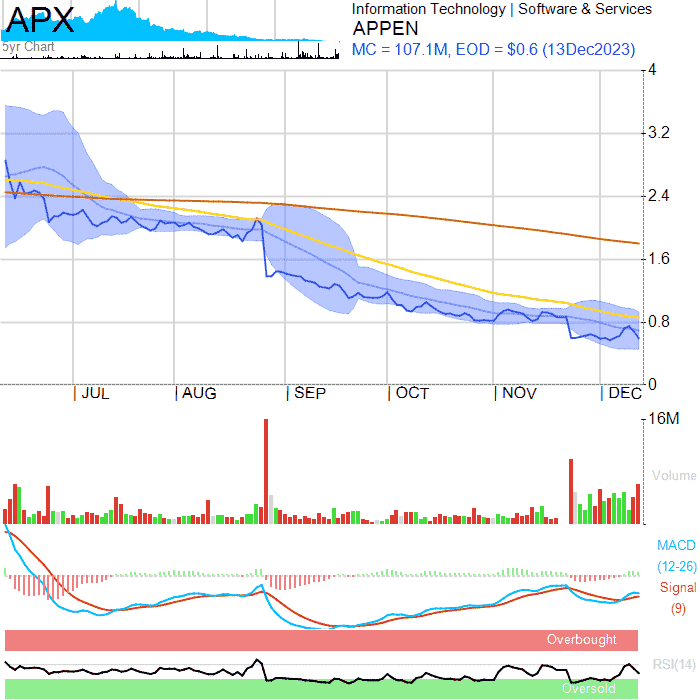 APX
5yr Chart
Information Technology | Software & Services
APPEN
MC = 107.1M, EOD = $0.6 (13Dec2023)
4
3.2
2.4
1.6
0.8
0
| JUL | AUG | SEP | OCT | NOV | DEC
16M
Volume
MACD
(12-26)
Signal
(9)
Overbought
RSI(14)
Oversold